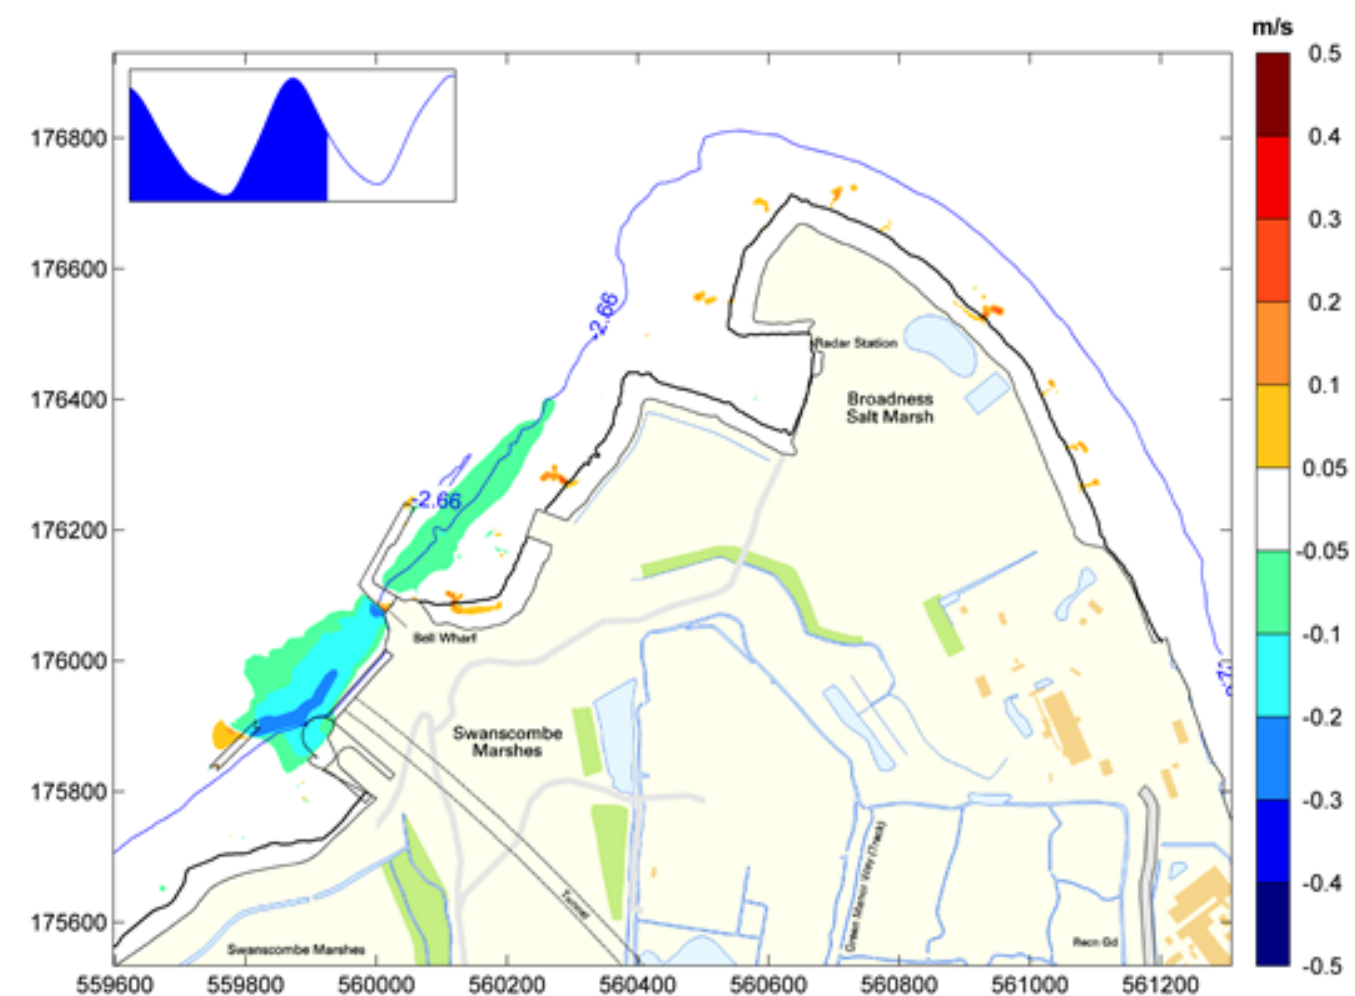 m/s
0.5
0.4
0.3
0.2
0.1
0.05
-0.05
-0.1
-0.2
-0.3
-0.4
-0.5
176800
176600
176400
176200
176000
175800
175600
-2.66
-2.66
Radar Station
Broadness
Salt Marsh
Bell Wharf
Swanscombe
Marshes
Tunnel
Green Manor Way (Track)
Swanscombe Marshes
Recn Gd
559600 559800 560000 560200 560400 560600 560800 561000 561200